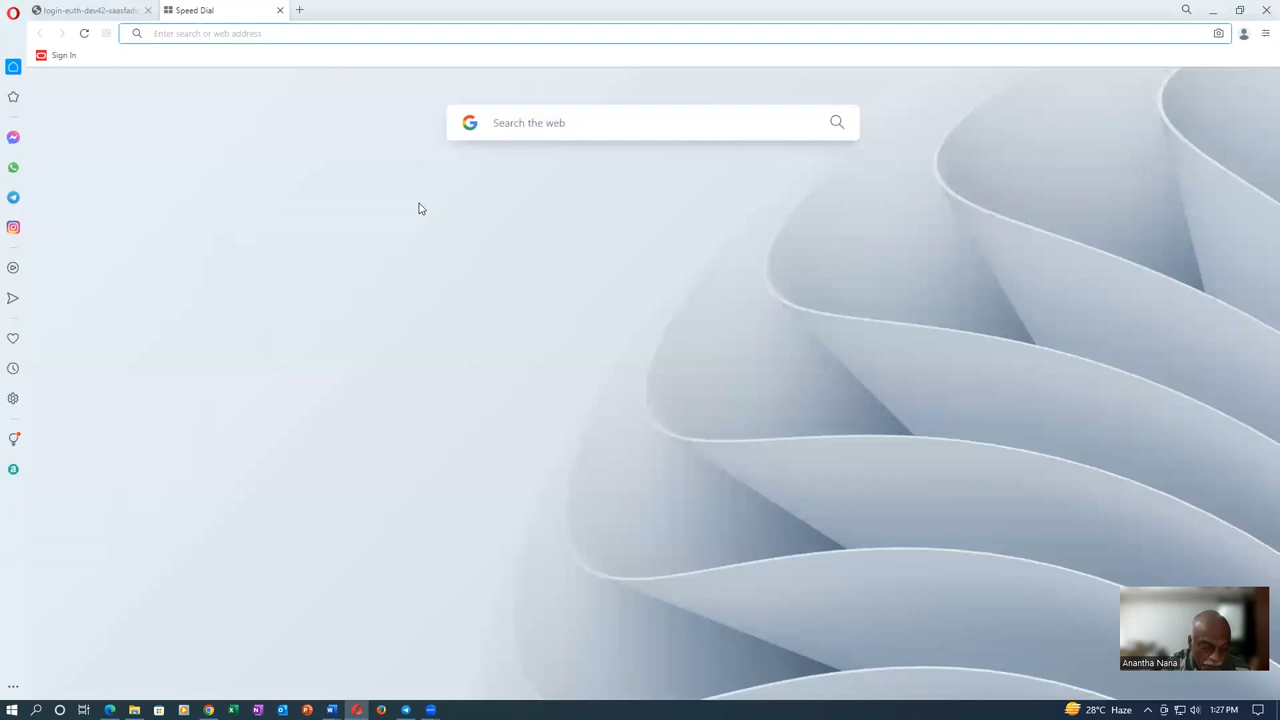 login-euth-dev42-saasfade
Speed Dial
Enter search or web address
Sign In
Search the web
Anantha Nana
28°C Haze
1:27 PM